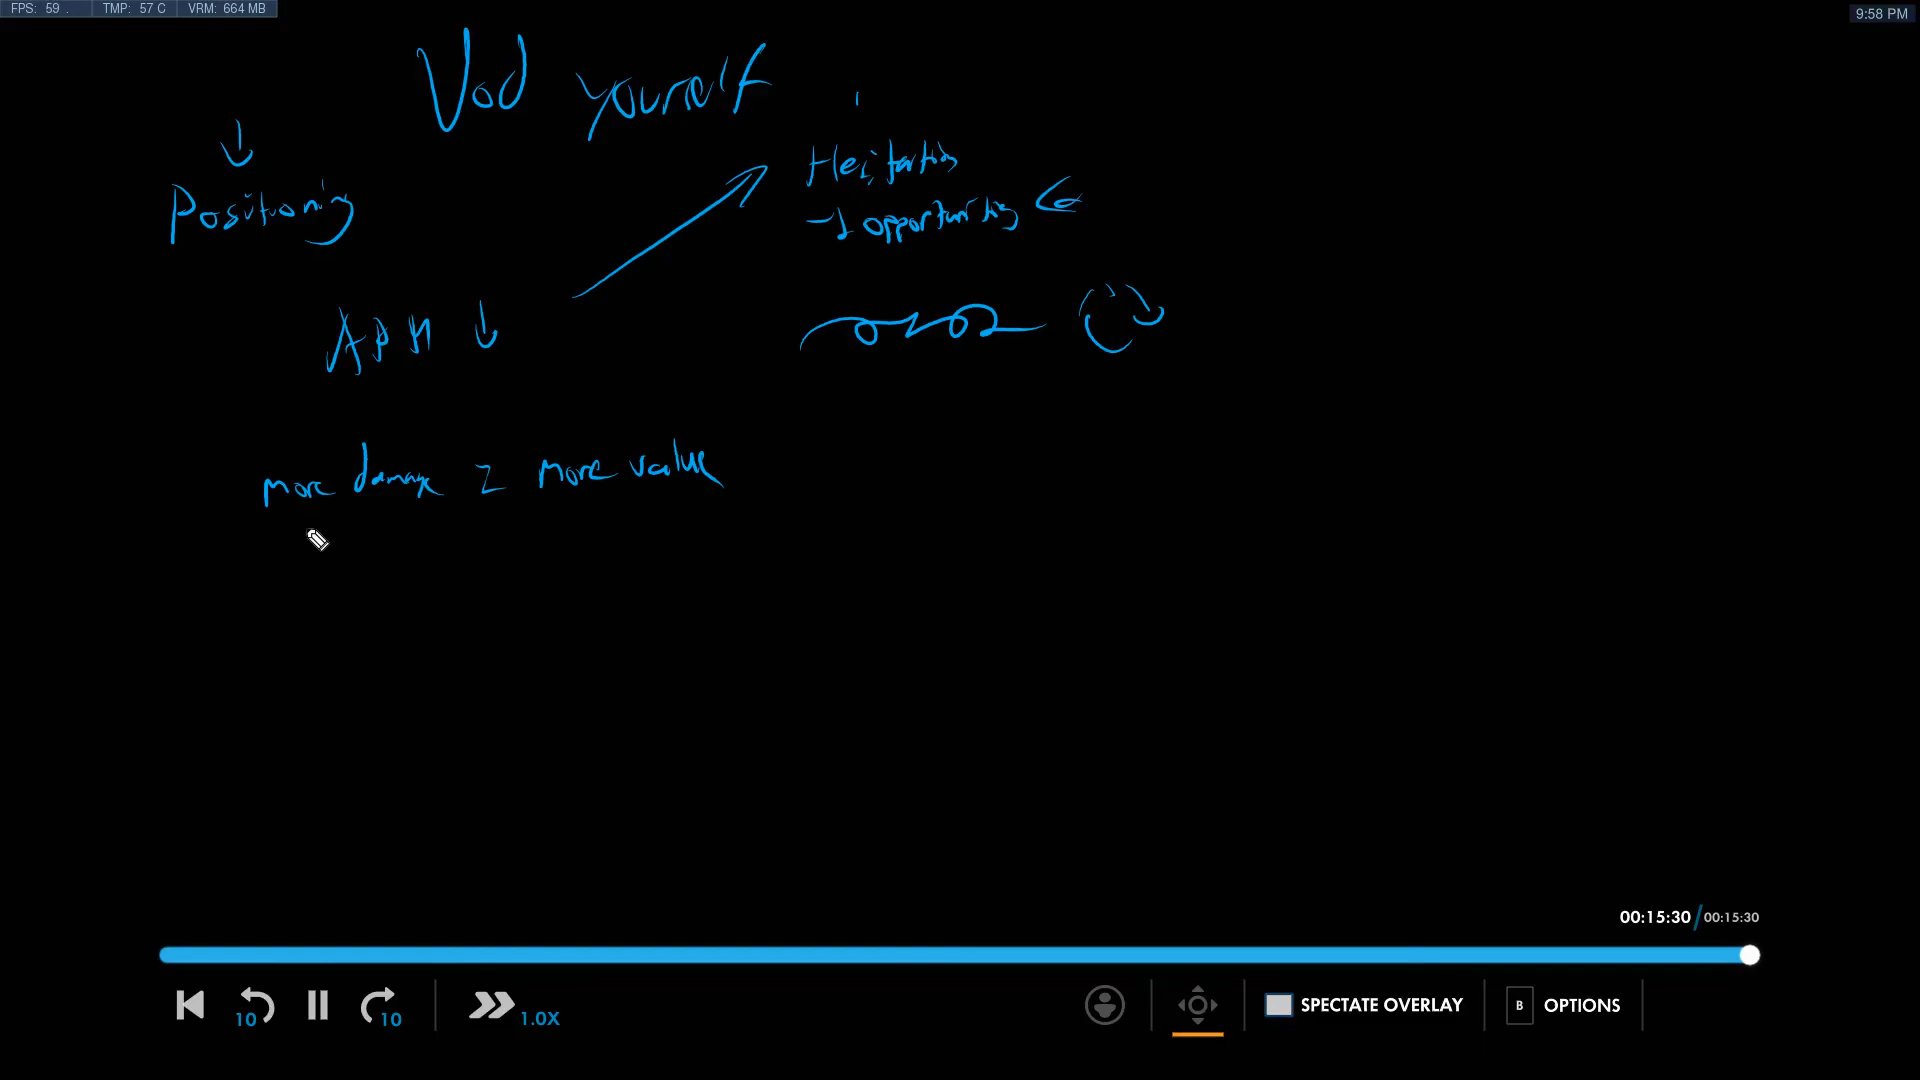 FPS: 59 . TMP: 57 C VRM: 664 MB
9:58 PM
Vod yourself
Positioning
Hesitation
→ opportunities
APM ↓
more damage = more value
00:15:30 / 00:15:30
10 10 1.0X
SPECTATE OVERLAY
B OPTIONS